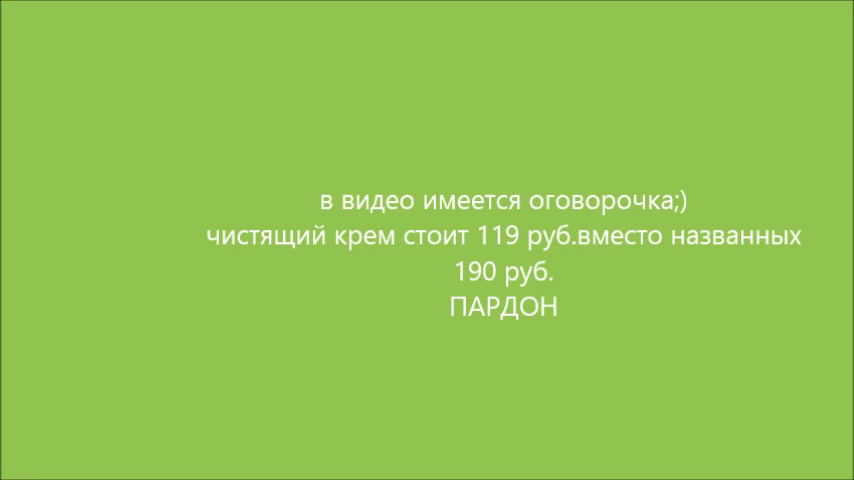 в видео имеется оговорочка;)
чистящий крем стоит 119 руб.вместо названных
190 руб.
ПАРДОН